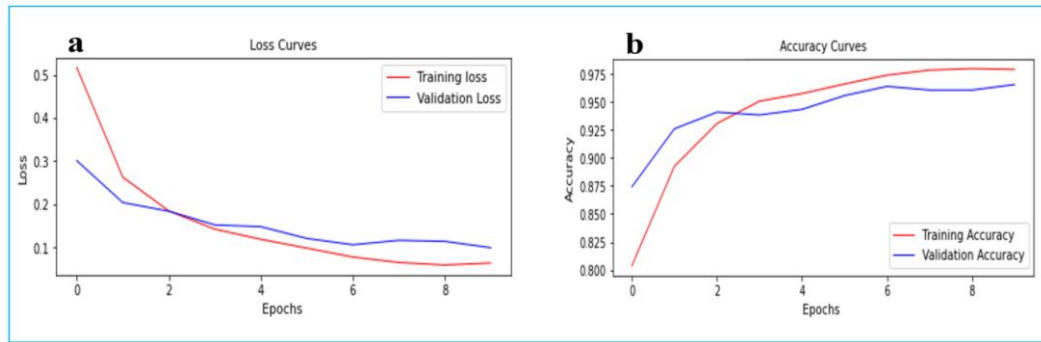 a
Loss Curves
0.5
0.4
0.3
0.2
0.1
Loss
Training loss
Validation Loss
0 2 4 6 8
Epochs
b
Accuracy Curves
0.975
0.950
0.925
0.900
0.875
0.850
0.825
0.800
Accuracy
Training Accuracy
Validation Accuracy
0 2 4 6 8
Epochs